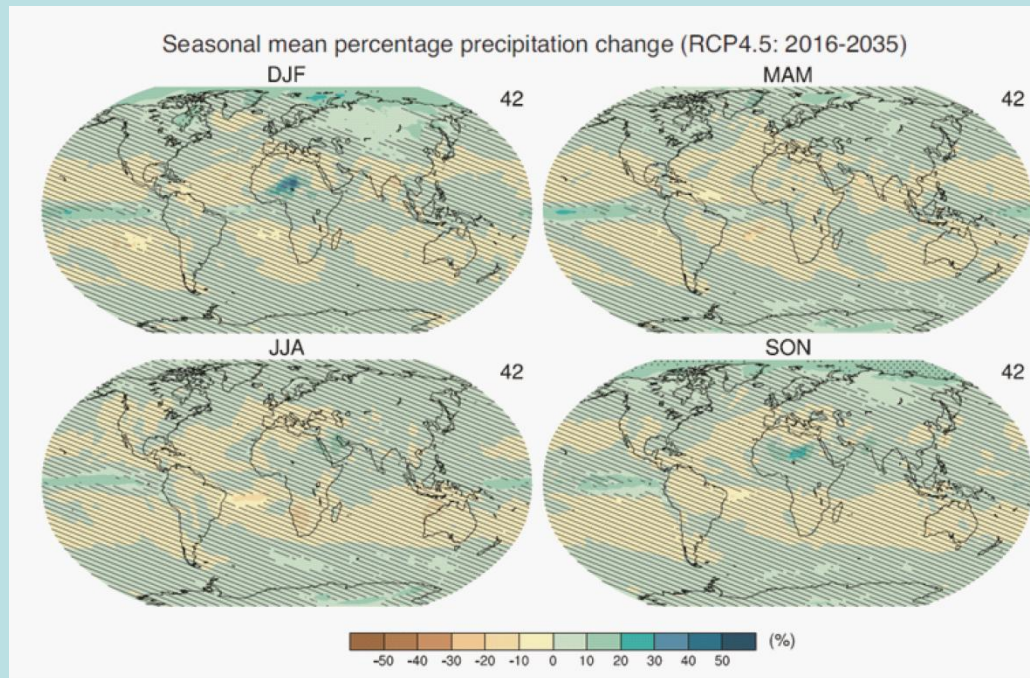 Seasonal mean percentage precipitation change (RCP4.5: 2016-2035)
DJF
42
MAM
42
JJA
42
SON
42
(%)
-50 -40 -30 -20 -10 0 10 20 30 40 50